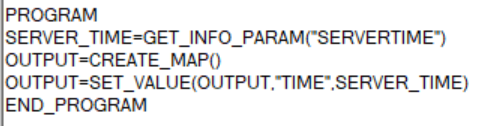 PROGRAM
SERVER_TIME=GET_INFO_PARAM("SERVERTIME")
OUTPUT=CREATE_MAP()
OUTPUT=SET_VALUE(OUTPUT,"TIME",SERVER_TIME)
END_PROGRAM